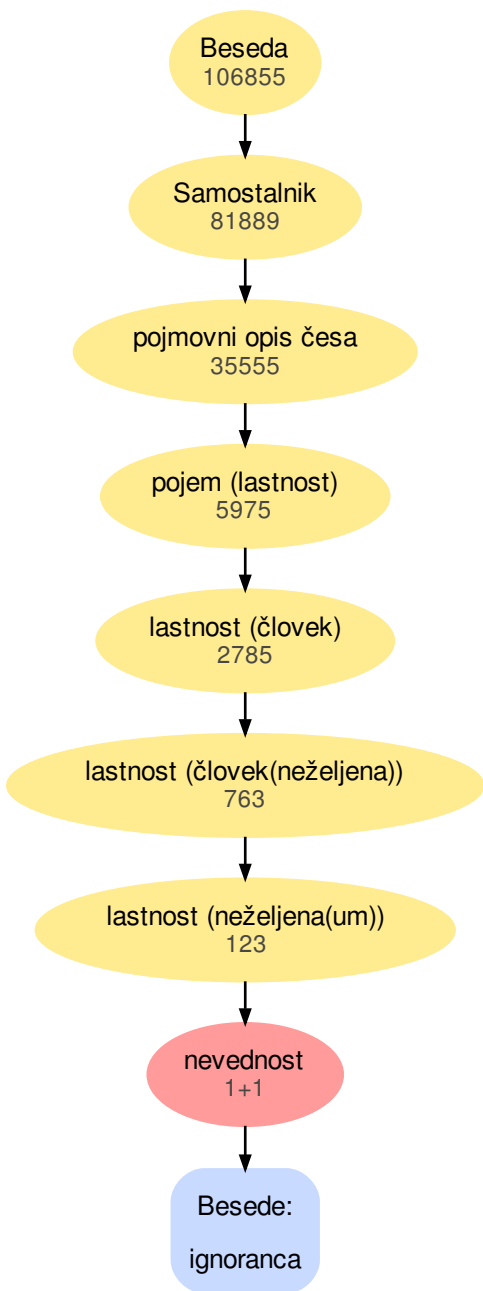 Beseda
106855
Samostalnik
81889
pojmovni opis česa
35555
pojem (lastnost)
5975
lastnost (človek)
2785
lastnost (človek(neželjena))
763
lastnost (neželjena(um))
123
nevednost
1+1
Besede:
ignoranca